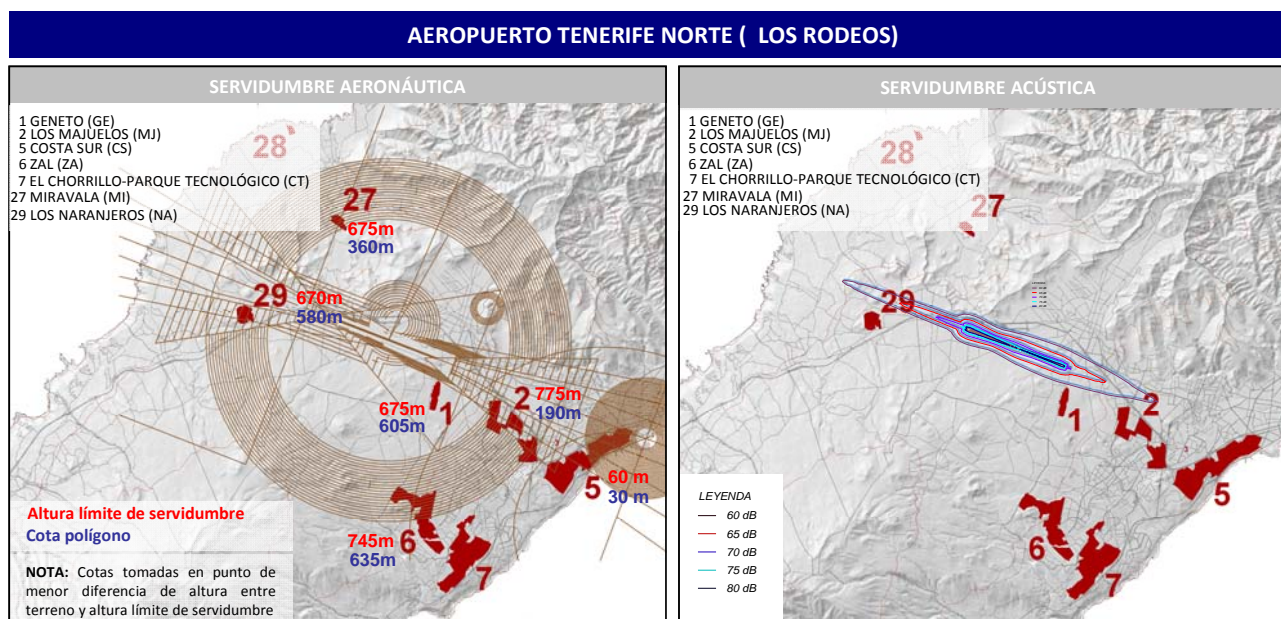 AEROPUERTO TENERIFE NORTE ( LOS RODEOS)
SERVIDUMBRE AERONÁUTICA
1 GENETO (GE)
2 LOS MAJUELOS (MJ)
5 COSTA SUR (CS)
6 ZAL (ZA)
7 EL CHORRILLO-PARQUE TECNOLÓGICO (CT)
27 MIRAVALA (MI)
29 LOS NARANJEROS (NA)
28
27
675m
360m
29
670m
580m
675m
605m
1
2
775m
190m
5
60 m
30 m
745m
635m
6
7
Altura límite de servidumbre
Cota polígono
NOTA: Cotas tomadas en punto de
menor diferencia de altura entre
terreno y altura límite de servidumbre
SERVIDUMBRE ACÚSTICA
1 GENETO (GE)
2 LOS MAJUELOS (MJ)
5 COSTA SUR (CS)
6 ZAL (ZA)
7 EL CHORRILLO-PARQUE TECNOLÓGICO (CT)
27 MIRAVALA (MI)
29 LOS NARANJEROS (NA)
28
27
29
1
2
3
5
6
7
LEYENDA
60 dB
65 dB
70 dB
75 dB
80 dB